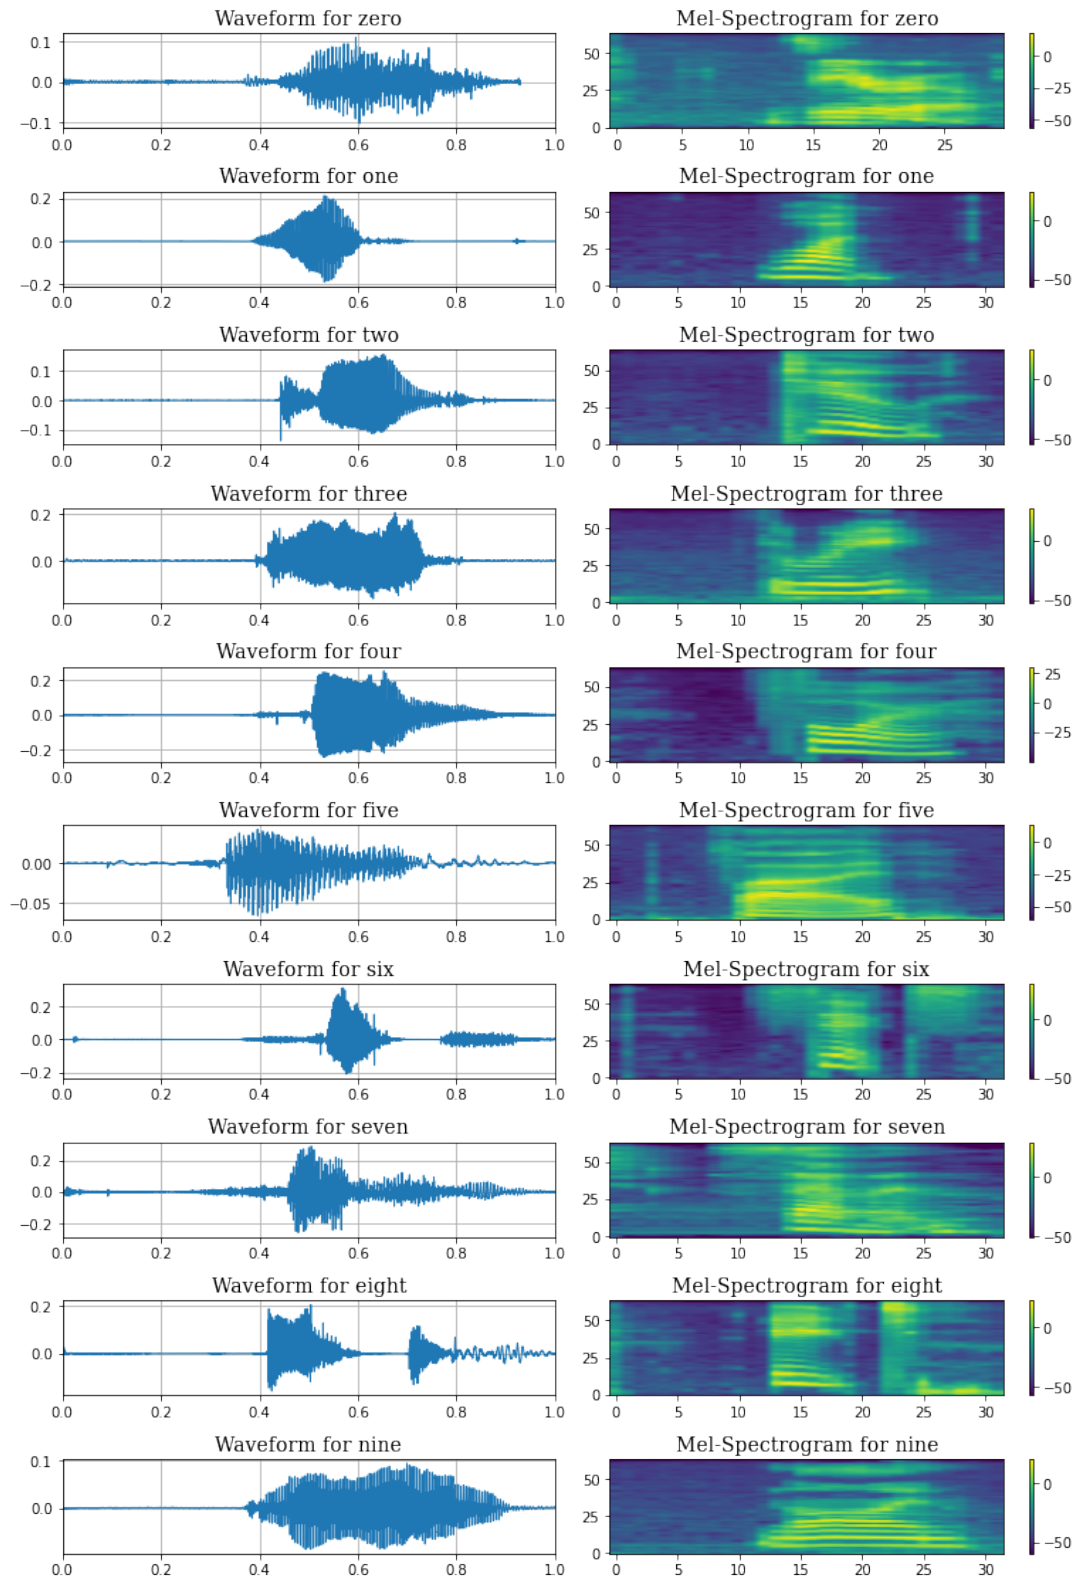 Waveform for zero
Mel-Spectrogram for zero
0.1
0.0
−0.1
0.0 0.2 0.4 0.6 0.8 1.0
50
25
0
0 5 10 15 20 25
0
−25
−50
Waveform for one
Mel-Spectrogram for one
0.2
0.0
−0.2
0.0 0.2 0.4 0.6 0.8 1.0
50
25
0
0 5 10 15 20 25 30
0
−50
Waveform for two
Mel-Spectrogram for two
0.1
0.0
−0.1
0.0 0.2 0.4 0.6 0.8 1.0
50
25
0
0 5 10 15 20 25 30
0
−50
Waveform for three
Mel-Spectrogram for three
0.2
0.0
0.0 0.2 0.4 0.6 0.8 1.0
50
25
0
0 5 10 15 20 25 30
0
−50
Waveform for four
Mel-Spectrogram for four
0.2
0.0
−0.2
0.0 0.2 0.4 0.6 0.8 1.0
50
25
0
0 5 10 15 20 25 30
25
0
−25
Waveform for five
Mel-Spectrogram for five
0.00
−0.05
0.0 0.2 0.4 0.6 0.8 1.0
50
25
0
0 5 10 15 20 25 30
0
−25
−50
Waveform for six
Mel-Spectrogram for six
0.2
0.0
−0.2
0.0 0.2 0.4 0.6 0.8 1.0
50
25
0
0 5 10 15 20 25 30
0
−50
Waveform for seven
Mel-Spectrogram for seven
0.2
0.0
−0.2
0.0 0.2 0.4 0.6 0.8 1.0
50
25
0
0 5 10 15 20 25 30
0
−50
Waveform for eight
Mel-Spectrogram for eight
0.2
0.0
0.0 0.2 0.4 0.6 0.8 1.0
50
25
0
0 5 10 15 20 25 30
0
−50
Waveform for nine
Mel-Spectrogram for nine
0.1
0.0
0.0 0.2 0.4 0.6 0.8 1.0
50
25
0
0 5 10 15 20 25 30
0
−50